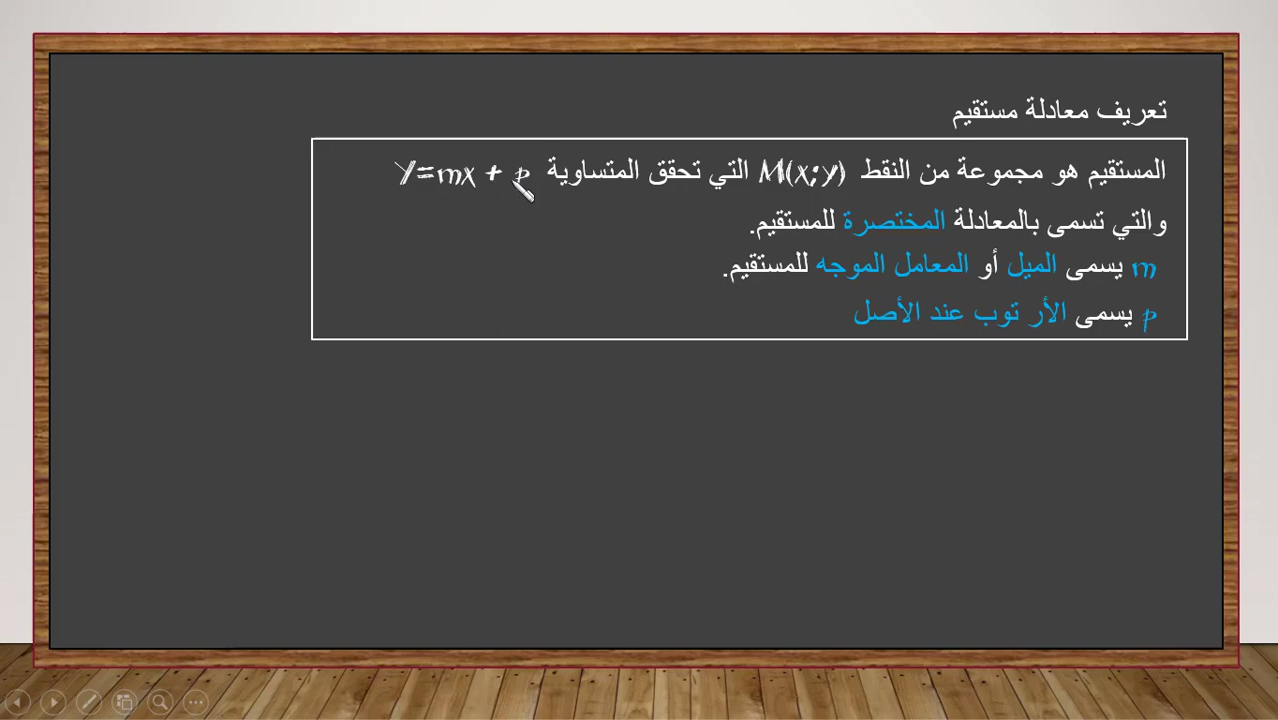 تعريف معادلة مستقيم
المستقيم هو مجموعة من النقط M(x;y) التي تحقق المتساوية Y=mx + p
والتي تسمى بالمعادلة المختصرة للمستقيم.
m يسمى الميل أو المعامل الموجه للمستقيم.
p يسمى الأر توب عند الأصل